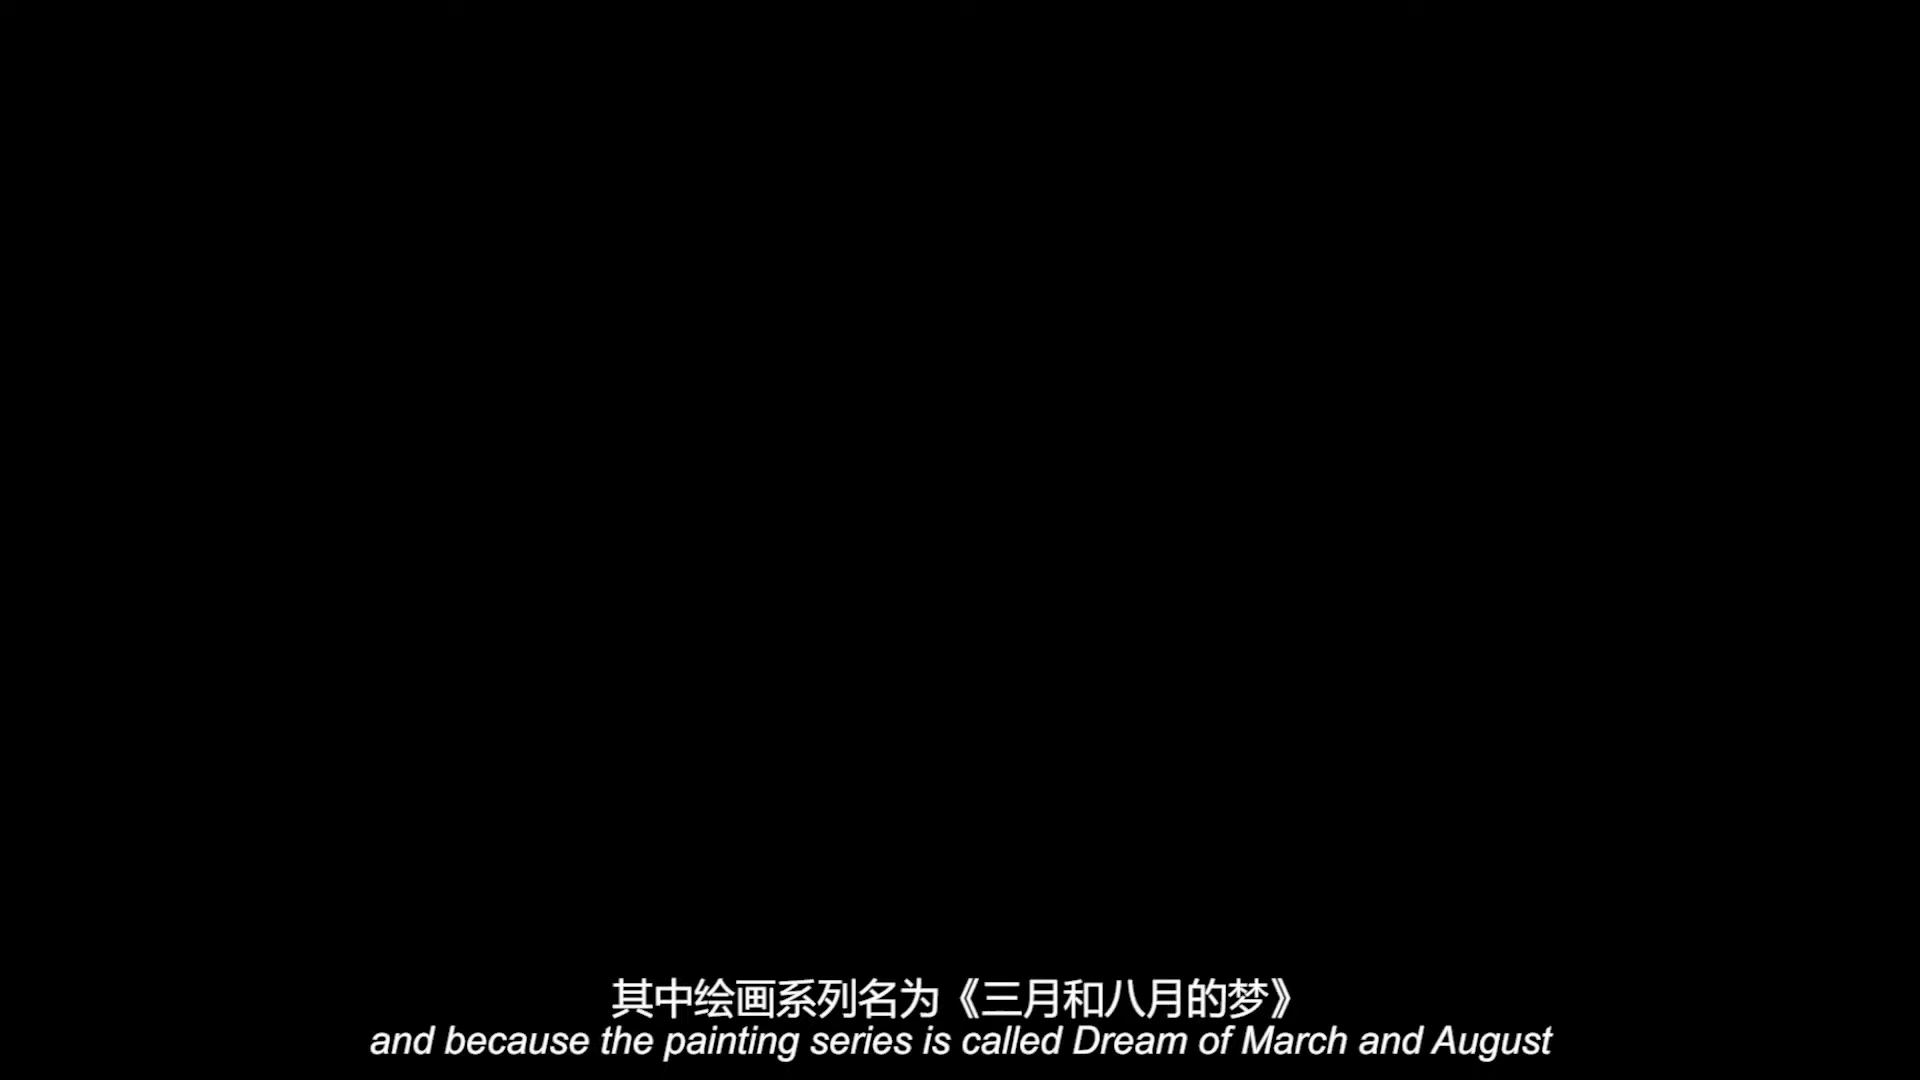 其中绘画系列名为《三月和八月的梦》
and because the painting series is called Dream of March and August